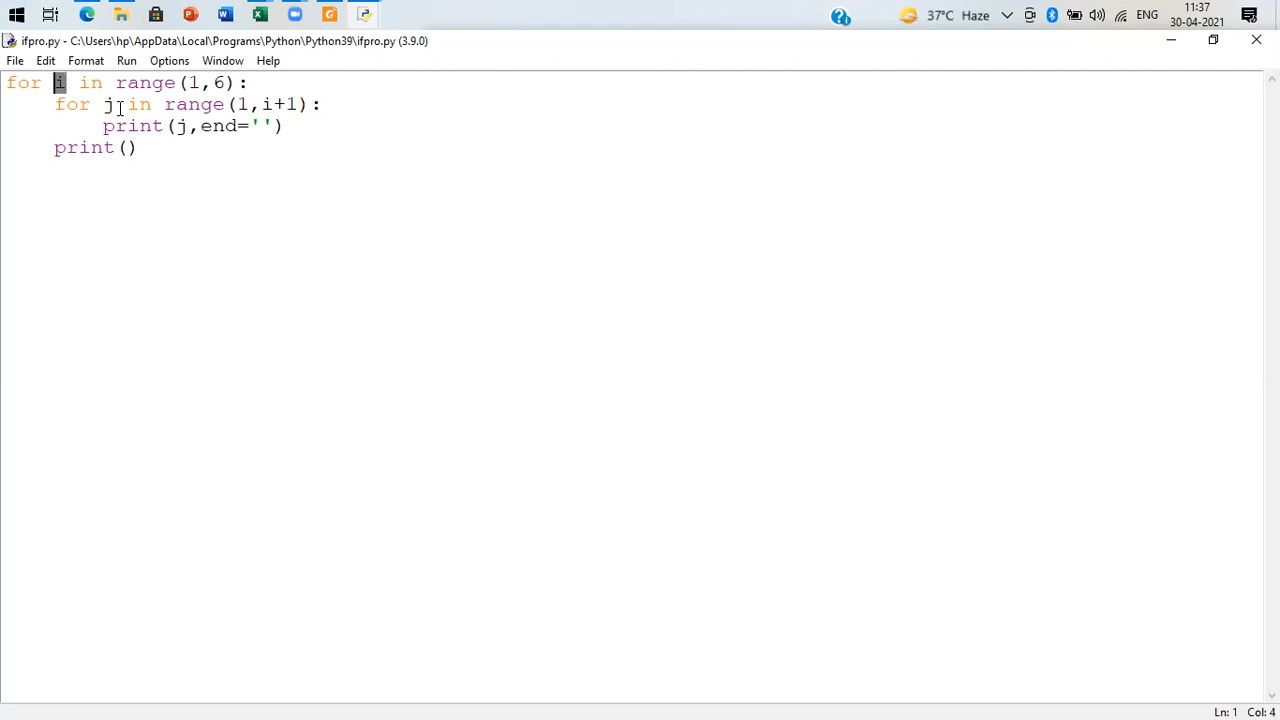 11:37
37°C Haze
ENG
30-04-2021
ifpro.py - C:\Users\hp\AppData\Local\Programs\Python\Python39\ifpro.py (3.9.0)
File Edit Format Run Options Window Help
for i in range(1,6):
    for j in range(1,i+1):
        print(j,end='')
    print()
Ln: 1 Col: 4